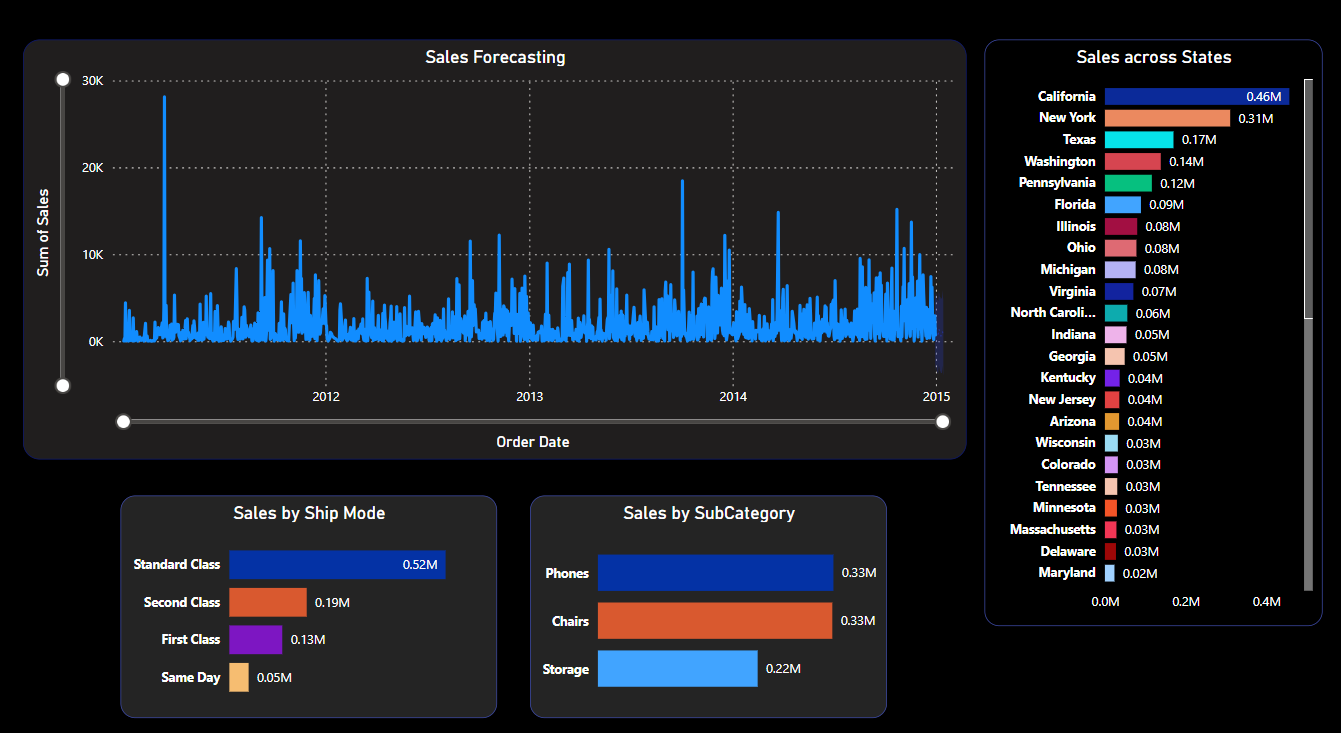 Sales Forecasting
Sum of Sales
30K
20K
10K
0K
2012 2013 2014 2015
Order Date
Sales across States
California 0.46M
New York 0.31M
Texas 0.17M
Washington 0.14M
Pennsylvania 0.12M
Florida 0.09M
Illinois 0.08M
Ohio 0.08M
Michigan 0.08M
Virginia 0.07M
North Caroli... 0.06M
Indiana 0.05M
Georgia 0.05M
Kentucky 0.04M
New Jersey 0.04M
Arizona 0.04M
Wisconsin 0.03M
Colorado 0.03M
Tennessee 0.03M
Minnesota 0.03M
Massachusetts 0.03M
Delaware 0.03M
Maryland 0.02M
0.0M 0.2M 0.4M
Sales by Ship Mode
Standard Class 0.52M
Second Class 0.19M
First Class 0.13M
Same Day 0.05M
Sales by SubCategory
Phones 0.33M
Chairs 0.33M
Storage 0.22M